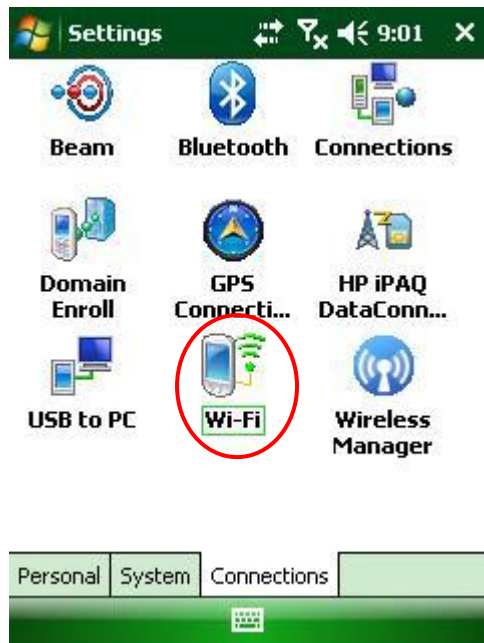 Settings 9:01
Beam Bluetooth Connections
Domain Enroll GPS Connecti... HP iPAQ DataConn...
USB to PC Wi-Fi Wireless Manager
Personal System Connections